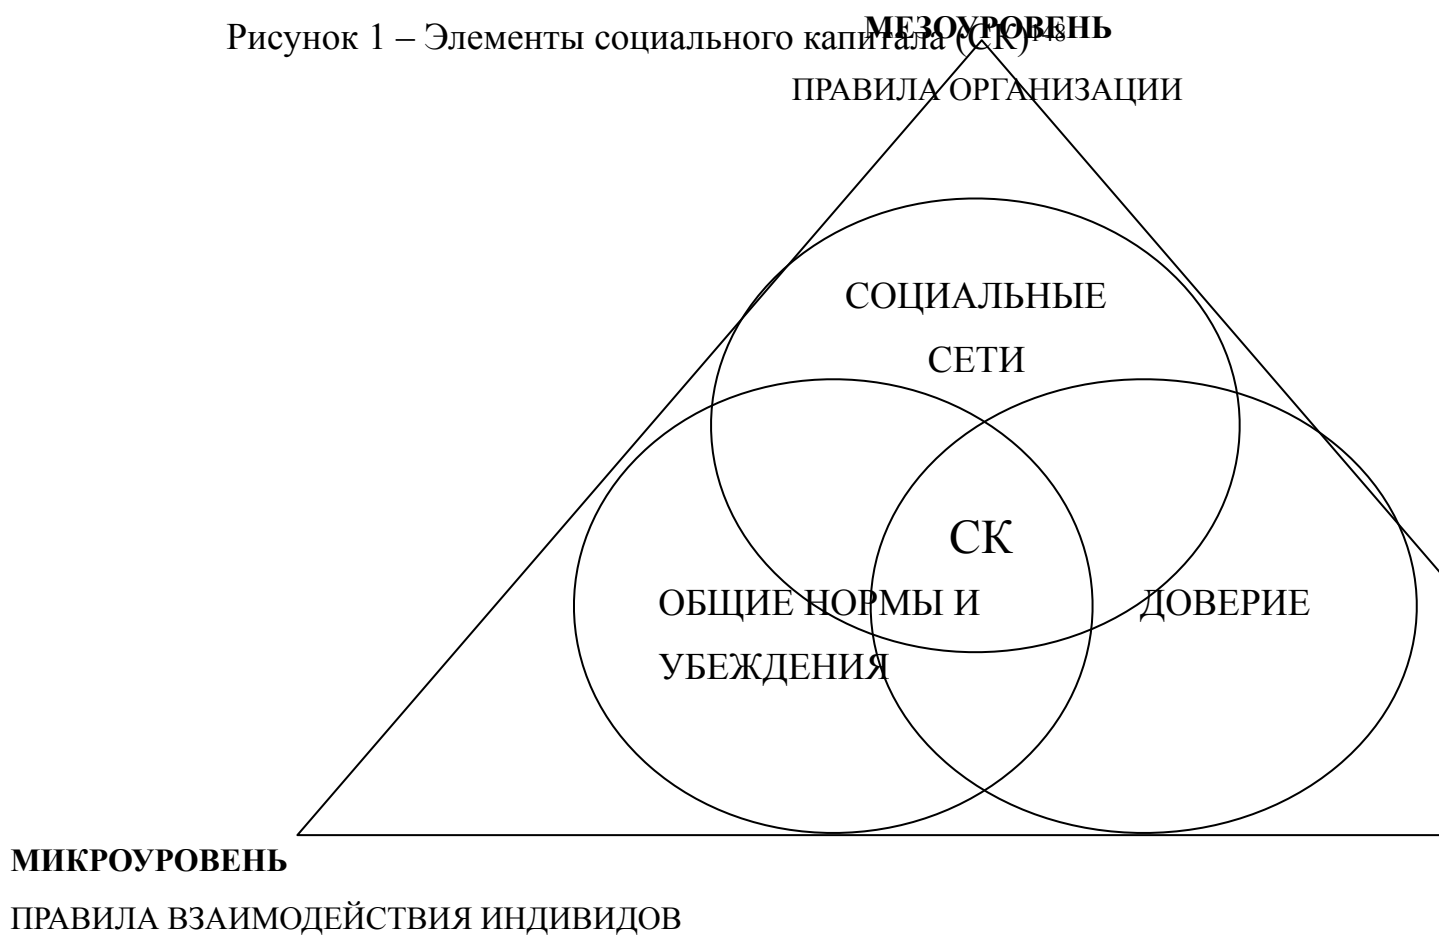 МЕЗОУРОВЕНЬ
Рисунок 1 – Элементы социального капитала (СК)148
ПРАВИЛА ОРГАНИЗАЦИИ
СОЦИАЛЬНЫЕ
СЕТИ
СК
ОБЩИЕ НОРМЫ И
УБЕЖДЕНИЯ
ДОВЕРИЕ
МИКРОУРОВЕНЬ
ПРАВИЛА ВЗАИМОДЕЙСТВИЯ ИНДИВИДОВ